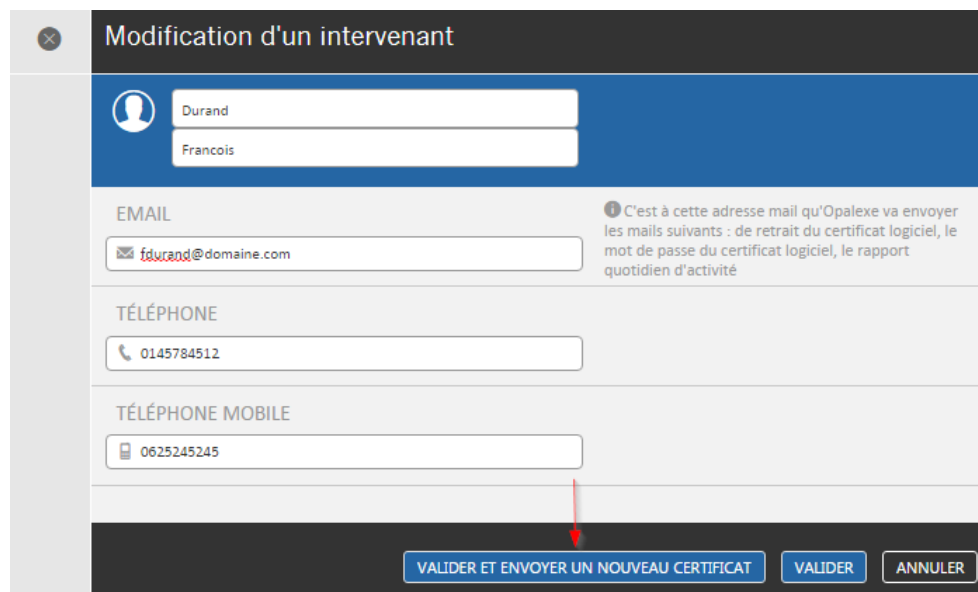 Modification d'un intervenant
Durand
Francois
EMAIL
fdurand@domaine.com
C'est à cette adresse mail qu'Opalexe va envoyer
les mails suivants : de retrait du certificat logiciel, le
mot de passe du certificat logiciel, le rapport
quotidien d'activité
TÉLÉPHONE
0145784512
TÉLÉPHONE MOBILE
0625245245
VALIDER ET ENVOYER UN NOUVEAU CERTIFICAT
VALIDER
ANNULER